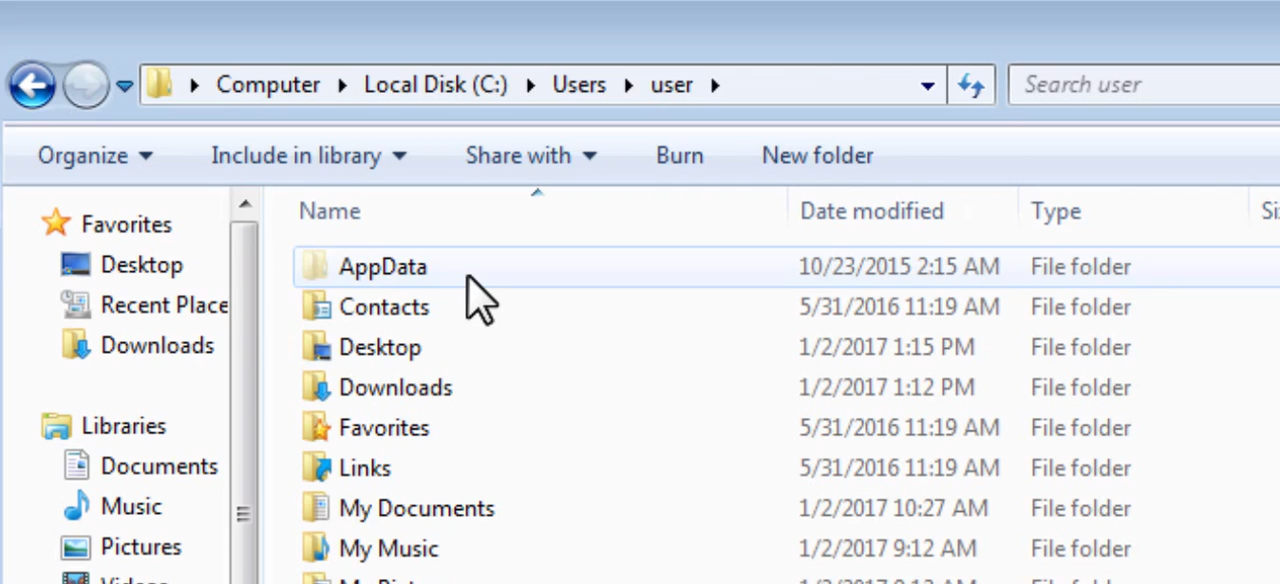 Computer Local Disk (C:) Users user
Search user
Organize Include in library Share with Burn New folder
Name Date modified Type
Favorites
Desktop
Recent Place
Downloads
Libraries
Documents
Music
Pictures
AppData 10/23/2015 2:15 AM File folder
Contacts 5/31/2016 11:19 AM File folder
Desktop 1/2/2017 1:15 PM File folder
Downloads 1/2/2017 1:12 PM File folder
Favorites 5/31/2016 11:19 AM File folder
Links 5/31/2016 11:19 AM File folder
My Documents 1/2/2017 10:27 AM File folder
My Music 1/2/2017 9:12 AM File folder